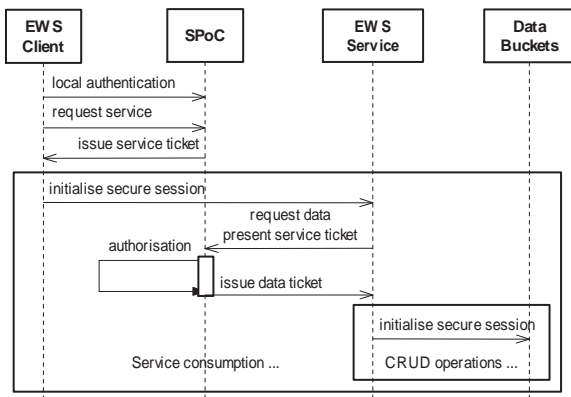 EWS
Client
SPoC
EWS
Service
Data
Buckets
local authentication
request service
issue service ticket
initialise secure session
request data
present service ticket
authorisation
issue data ticket
initialise secure session
Service consumption ...
CRUD operations ...